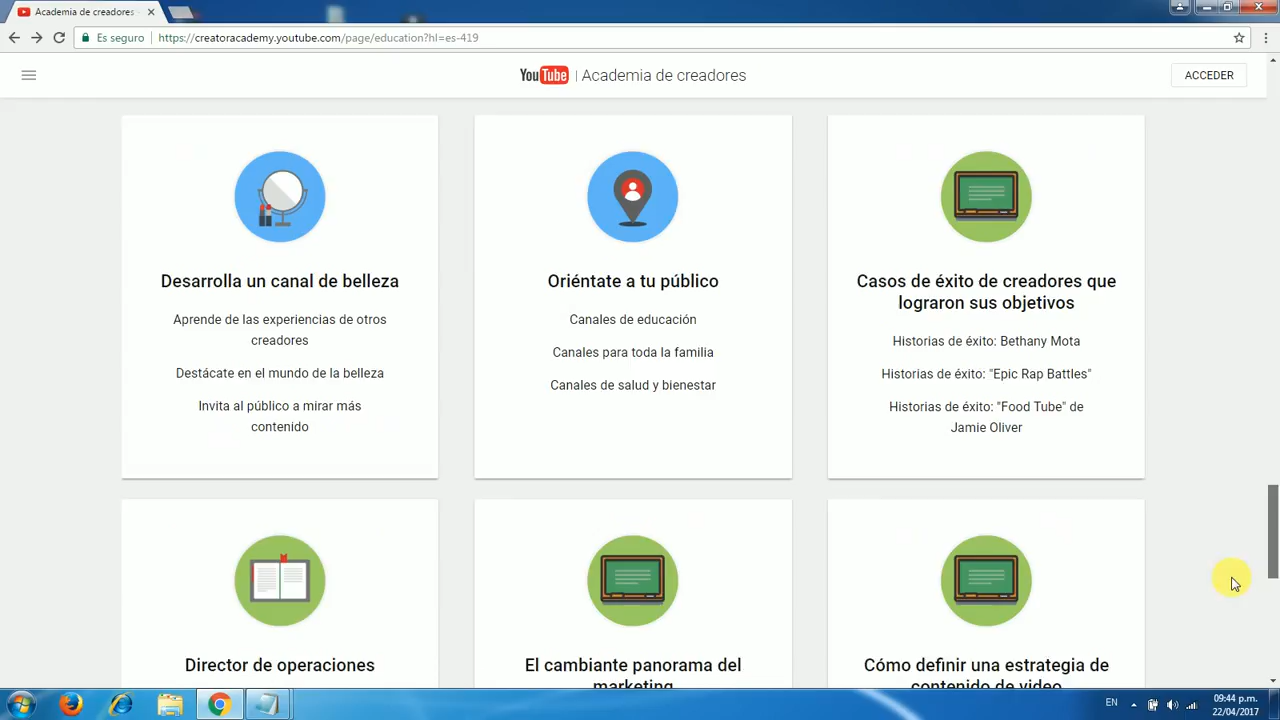 Academia de creadores
Es seguro
https://creatoracademy.youtube.com/page/education?hl=es-419
YouTube | Academia de creadores
ACCEDER
Desarrolla un canal de belleza
Aprende de las experiencias de otros
creadores
Destácate en el mundo de la belleza
Invita al público a mirar más
contenido
Oriéntate a tu público
Canales de educación
Canales para toda la familia
Canales de salud y bienestar
Casos de éxito de creadores que
lograron sus objetivos
Historias de éxito: Bethany Mota
Historias de éxito: "Epic Rap Battles"
Historias de éxito: "Food Tube" de
Jamie Oliver
Director de operaciones
El cambiante panorama del
marketing
Cómo definir una estrategia de
contenido de video
EN
09:44 p.m.
22/04/2017